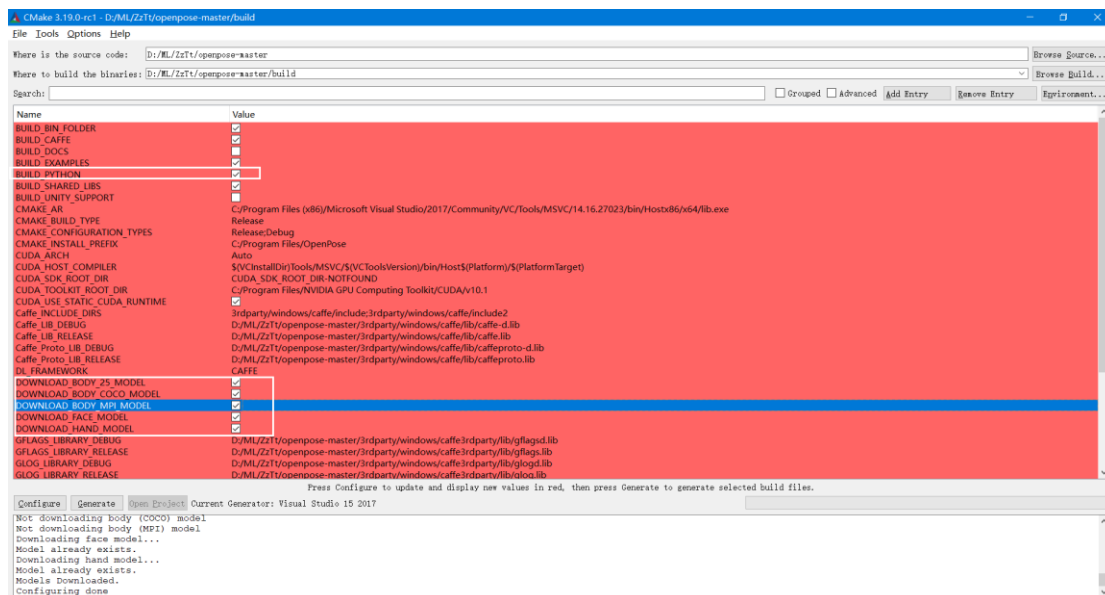 CMake 3.19.0-rc1 - D:/ML/ZzTt/openpose-master/build
File Tools Options Help
Where is the source code: D:/ML/ZzTt/openpose-master Browse Source...
Where to build the binaries: D:/ML/ZzTt/openpose-master/build Browse Build...
Search: Grouped Advanced Add Entry Remove Entry Environment...
Name Value
BUILD_BIN_FOLDER
BUILD_CAFFE
BUILD_DOCS
BUILD_EXAMPLES
BUILD_PYTHON
BUILD_SHARED_LIBS
BUILD_UNITY_SUPPORT
CMAKE_AR C:/Program Files (x86)/Microsoft Visual Studio/2017/Community/VC/Tools/MSVC/14.16.27023/bin/Hostx86/x64/lib.exe
CMAKE_BUILD_TYPE Release
CMAKE_CONFIGURATION_TYPES Release;Debug
CMAKE_INSTALL_PREFIX C:/Program Files/OpenPose
CUDA_ARCH Auto
CUDA_HOST_COMPILER $(VCInstallDir)Tools/MSVC/$(VCToolsVersion)/bin/Host$(Platform)/$(PlatformTarget)
CUDA_SDK_ROOT_DIR CUDA_SDK_ROOT_DIR-NOTFOUND
CUDA_TOOLKIT_ROOT_DIR C:/Program Files/NVIDIA GPU Computing Toolkit/CUDA/v10.1
CUDA_USE_STATIC_CUDA_RUNTIME
Caffe_INCLUDE_DIRS 3rdparty/windows/caffe/include;3rdparty/windows/caffe/include2
Caffe_LIB_DEBUG D:/ML/ZzTt/openpose-master/3rdparty/windows/caffe/lib/caffe-d.lib
Caffe_LIB_RELEASE D:/ML/ZzTt/openpose-master/3rdparty/windows/caffe/lib/caffe.lib
Caffe_Proto_LIB_DEBUG D:/ML/ZzTt/openpose-master/3rdparty/windows/caffe/lib/caffeproto-d.lib
Caffe_Proto_LIB_RELEASE D:/ML/ZzTt/openpose-master/3rdparty/windows/caffe/lib/caffeproto.lib
DL_FRAMEWORK CAFFE
DOWNLOAD_BODY_25_MODEL
DOWNLOAD_BODY_COCO_MODEL
DOWNLOAD_BODY_MPI_MODEL
DOWNLOAD_FACE_MODEL
DOWNLOAD_HAND_MODEL
GFLAGS_LIBRARY_DEBUG D:/ML/ZzTt/openpose-master/3rdparty/windows/caffe3rdparty/lib/gflagsd.lib
GFLAGS_LIBRARY_RELEASE D:/ML/ZzTt/openpose-master/3rdparty/windows/caffe3rdparty/lib/gflags.lib
GLOG_LIBRARY_DEBUG D:/ML/ZzTt/openpose-master/3rdparty/windows/caffe3rdparty/lib/glogd.lib
GLOG_LIBRARY_RELEASE D:/ML/ZzTt/openpose-master/3rdparty/windows/caffe3rdparty/lib/glog.lib
Press Configure to update and display new values in red, then press Generate to generate selected build files.
Configure Generate Open Project Current Generator: Visual Studio 15 2017
Not downloading body (COCO) model
Not downloading body (MPI) model
Downloading face model...
Model already exists.
Downloading hand model...
Model already exists.
Models Downloaded.
Configuring done